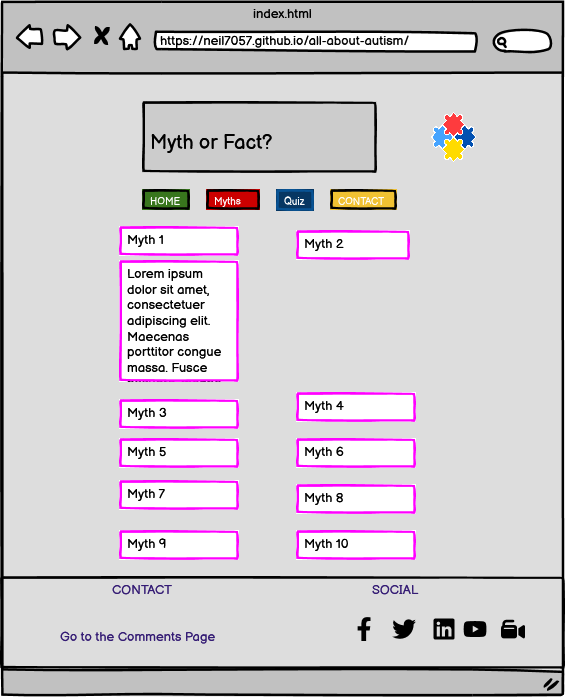 index.html
https://neil7057.github.io/all-about-autism/
Myth or Fact?
HOME
Myths
Quiz
CONTACT
Myth 1
Myth 2
Lorem ipsum
dolor sit amet,
consectetuer
adipiscing elit.
Maecenas
porttitor congue
massa. Fusce
Myth 3
Myth 4
Myth 5
Myth 6
Myth 7
Myth 8
Myth 9
Myth 10
CONTACT
SOCIAL
Go to the Comments Page